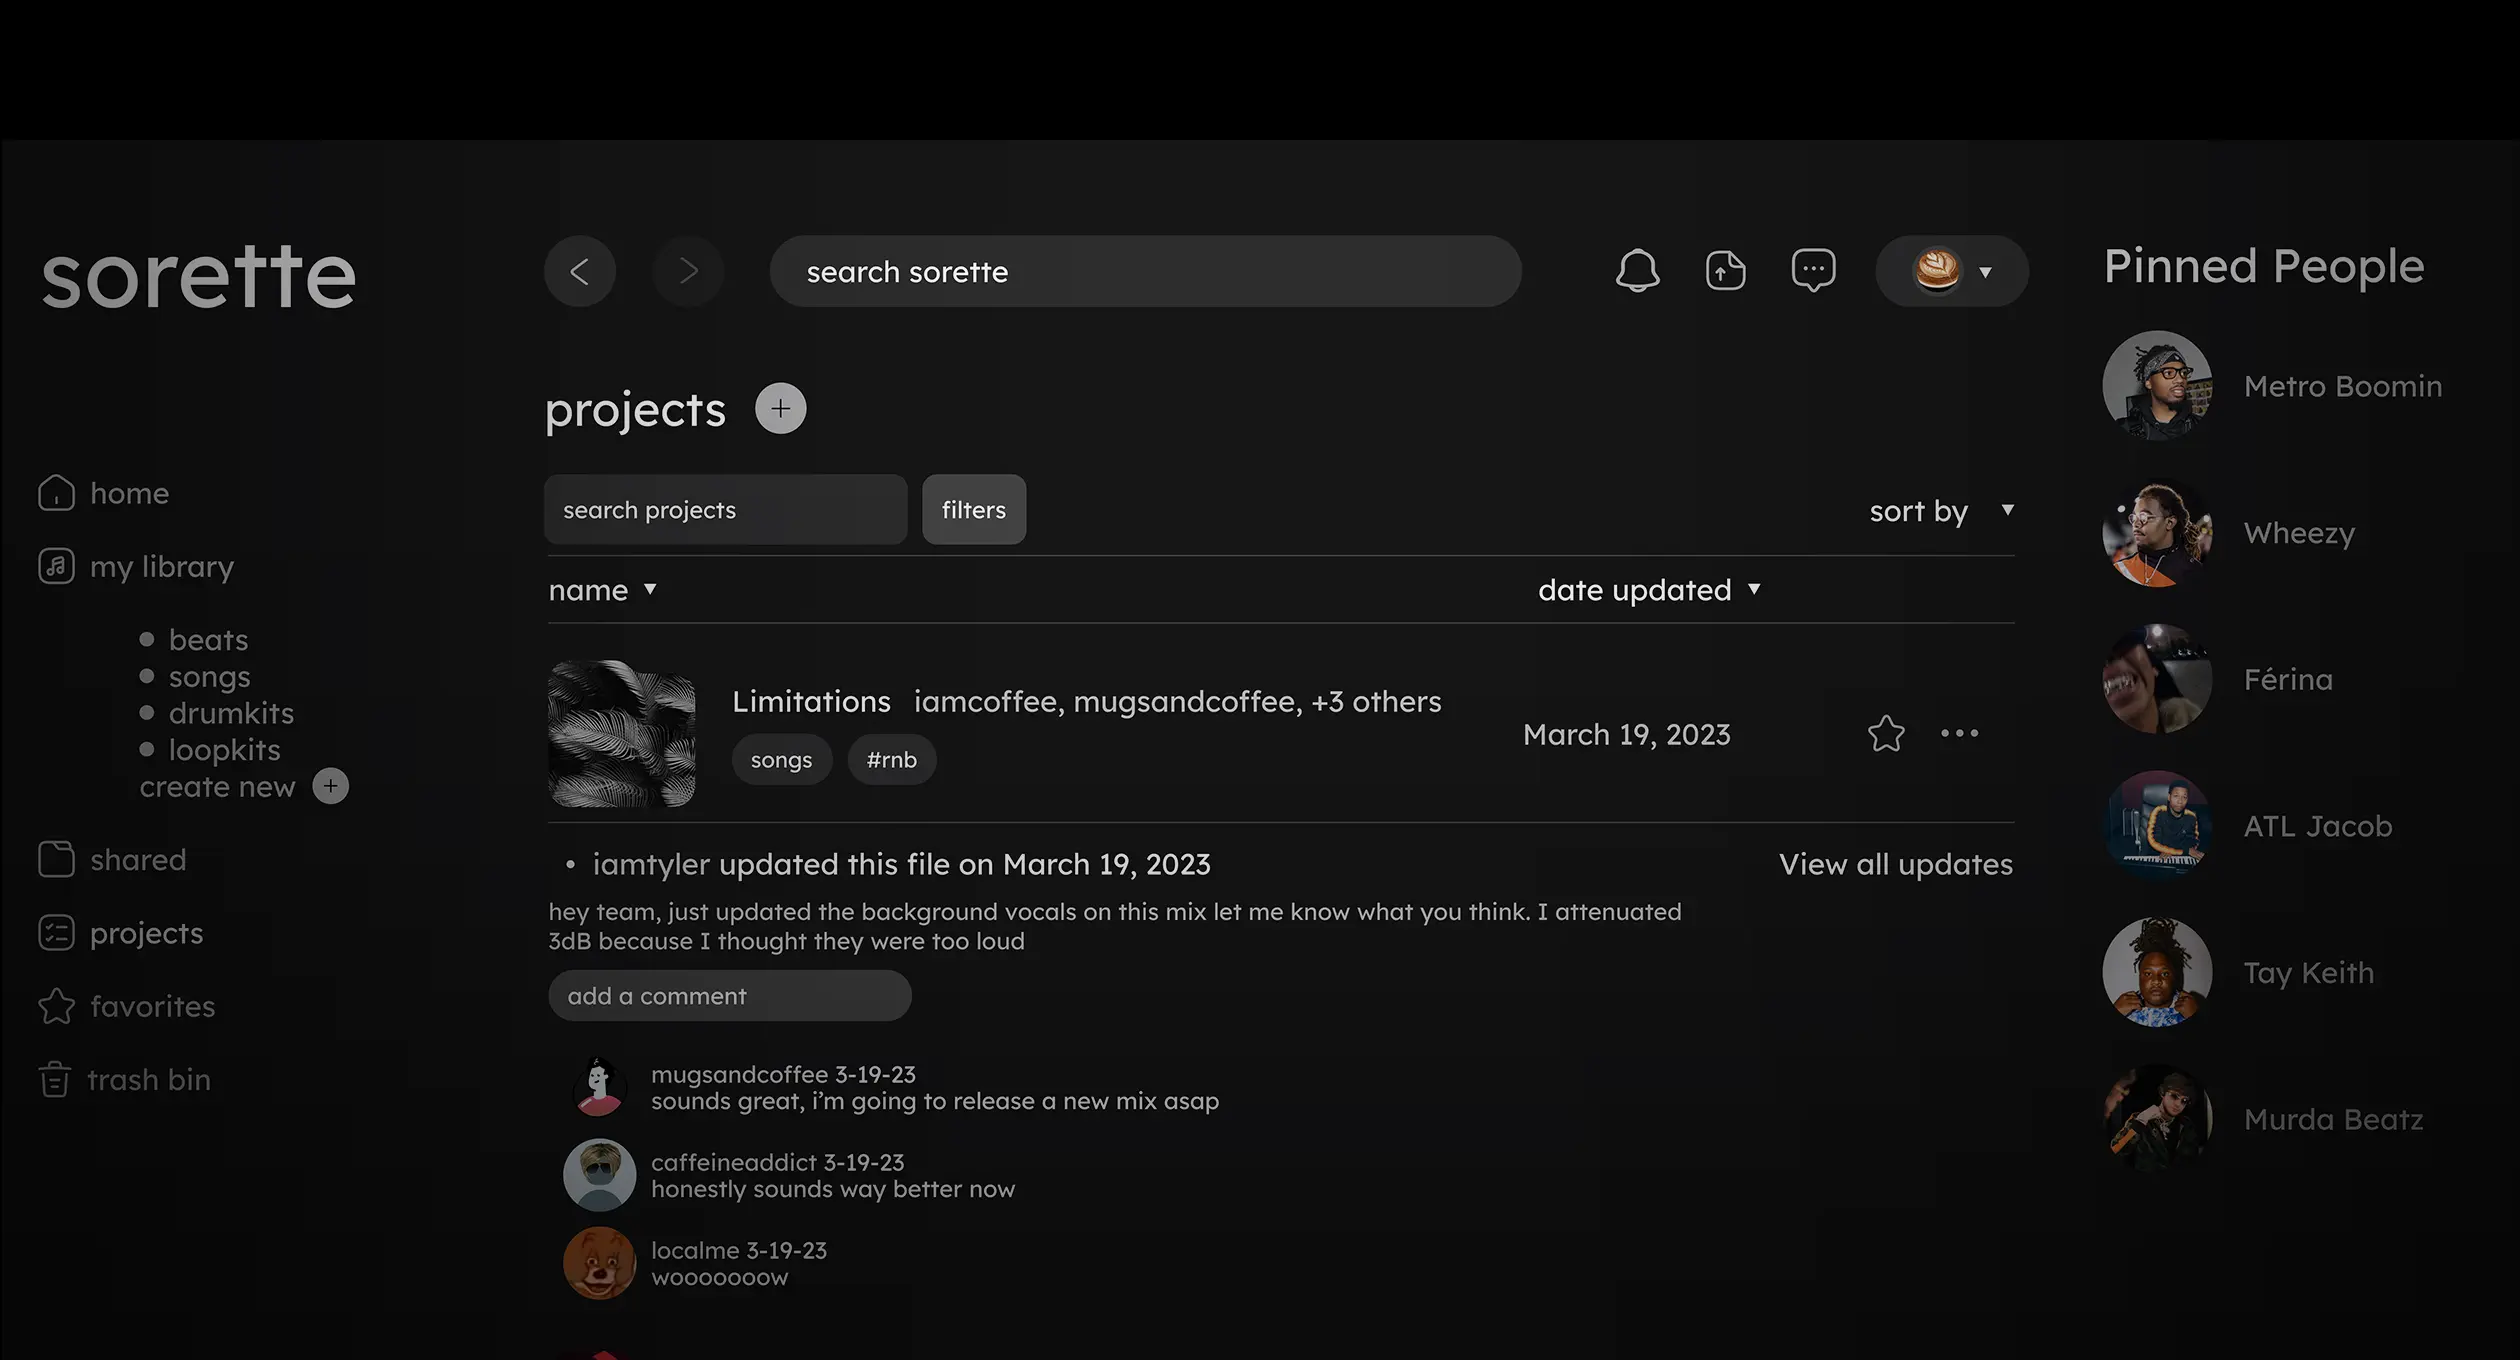 sorette
search sorette
Pinned People
Metro Boomin
Wheezy
Férina
ATL Jacob
Tay Keith
Murda Beatz
home
my library
beats
songs
drumkits
loopkits
create new
shared
projects
favorites
trash bin
projects
search projects
filters
sort by
name
date updated
Limitations iamcoffee, mugsandcoffee, +3 others
songs #rnb
March 19, 2023
• iamtyler updated this file on March 19, 2023
View all updates
hey team, just updated the background vocals on this mix let me know what you think. I attenuated
3dB because I thought they were too loud
add a comment
mugsandcoffee 3-19-23
sounds great, i’m going to release a new mix asap
caffeineaddict 3-19-23
honestly sounds way better now
localme 3-19-23
wooooooow